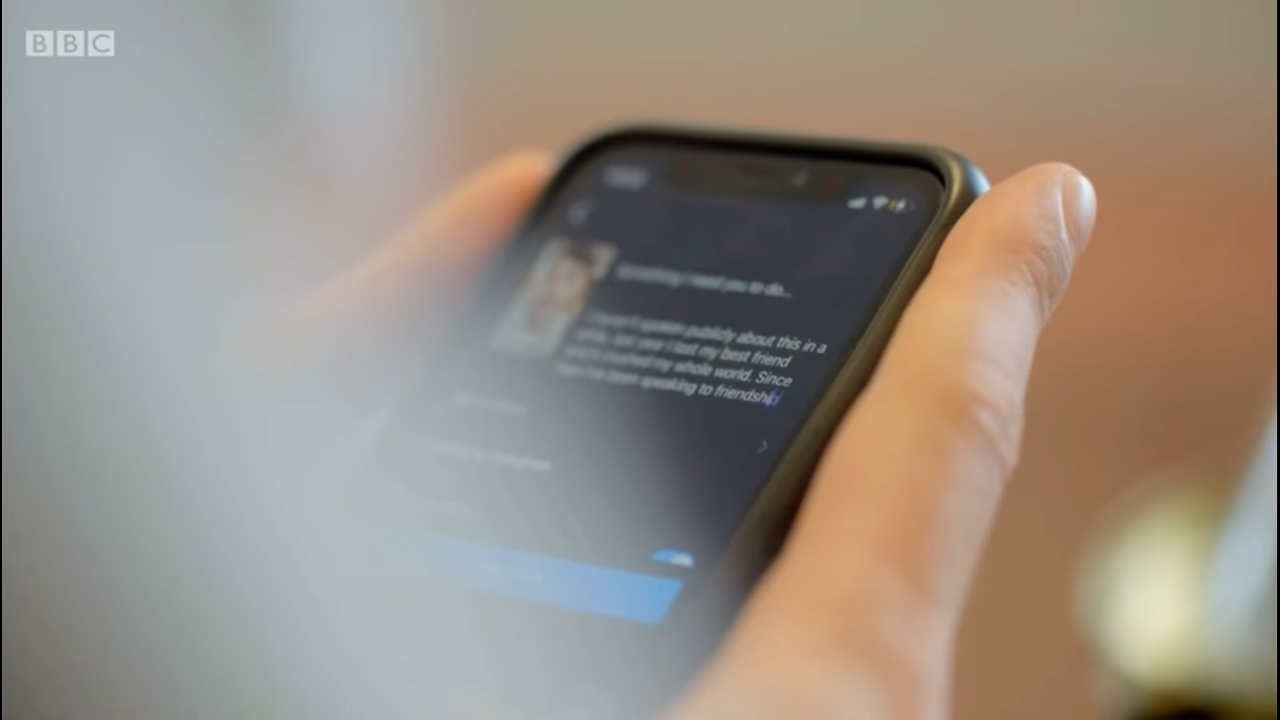 BBC
Something I need you to do...
I haven't spoken publicly about this in a
while, last year I lost my best friend
and it crushed my whole world. Since
then I've been speaking to friendship